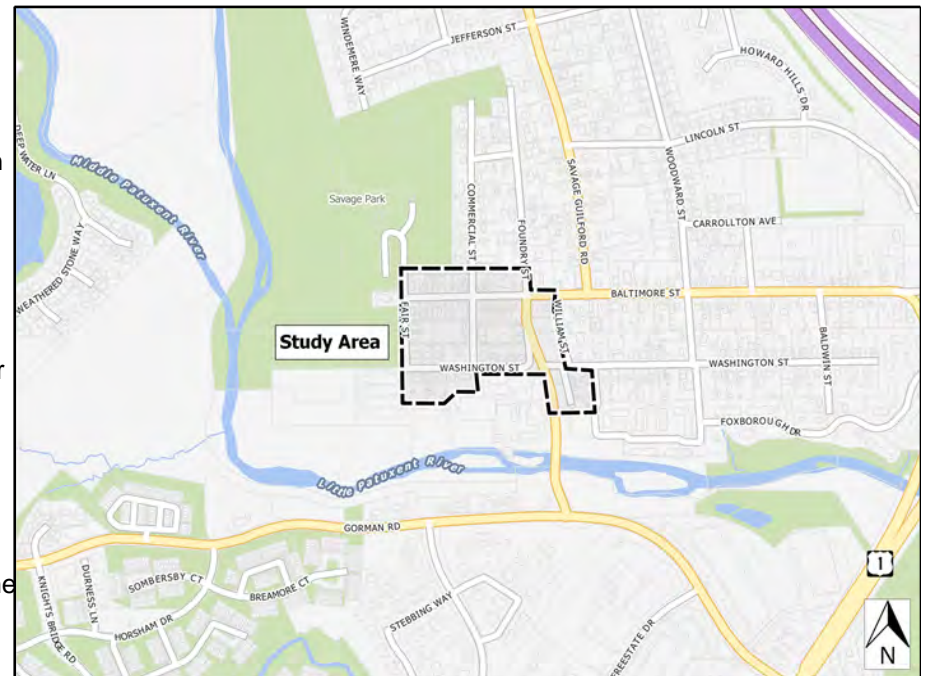 WINDEMERE WAY
JEFFERSON ST
HOWARD HILLS DR
LINCOLN ST
DEEP WATER LN
Middle Patuxent River
WOODWARD ST
SAVAGE GUILFORD RD
Savage Park
COMMERCIAL ST
FOUNDRY ST
CARROLLTON AVE
WEATHERED STONE WAY
BALTIMORE ST
FAIR ST
WILLIAM ST
Study Area
BALDWIN ST
r
WASHINGTON ST
WASHINGTON ST
FOXBOROUGH DR
Little Patuxent River
GORMAN RD
1
KNIGHTS BRIDGE RD
DURNESS LN
SOMBERSBY CT
BREAMORE CT
STEBBING WAY
HORSHAM DR
FREESTATE DR
N